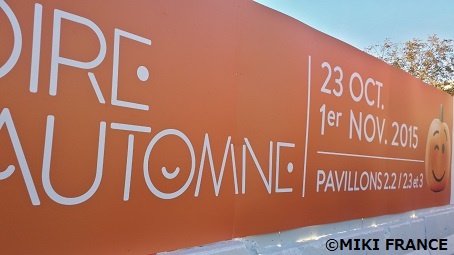 OIRE
AUTOMNE
23 OCT.
1er NOV. 2015
PAVILLONS 2.2 / 2.3 et 3
©MIKI FRANCE